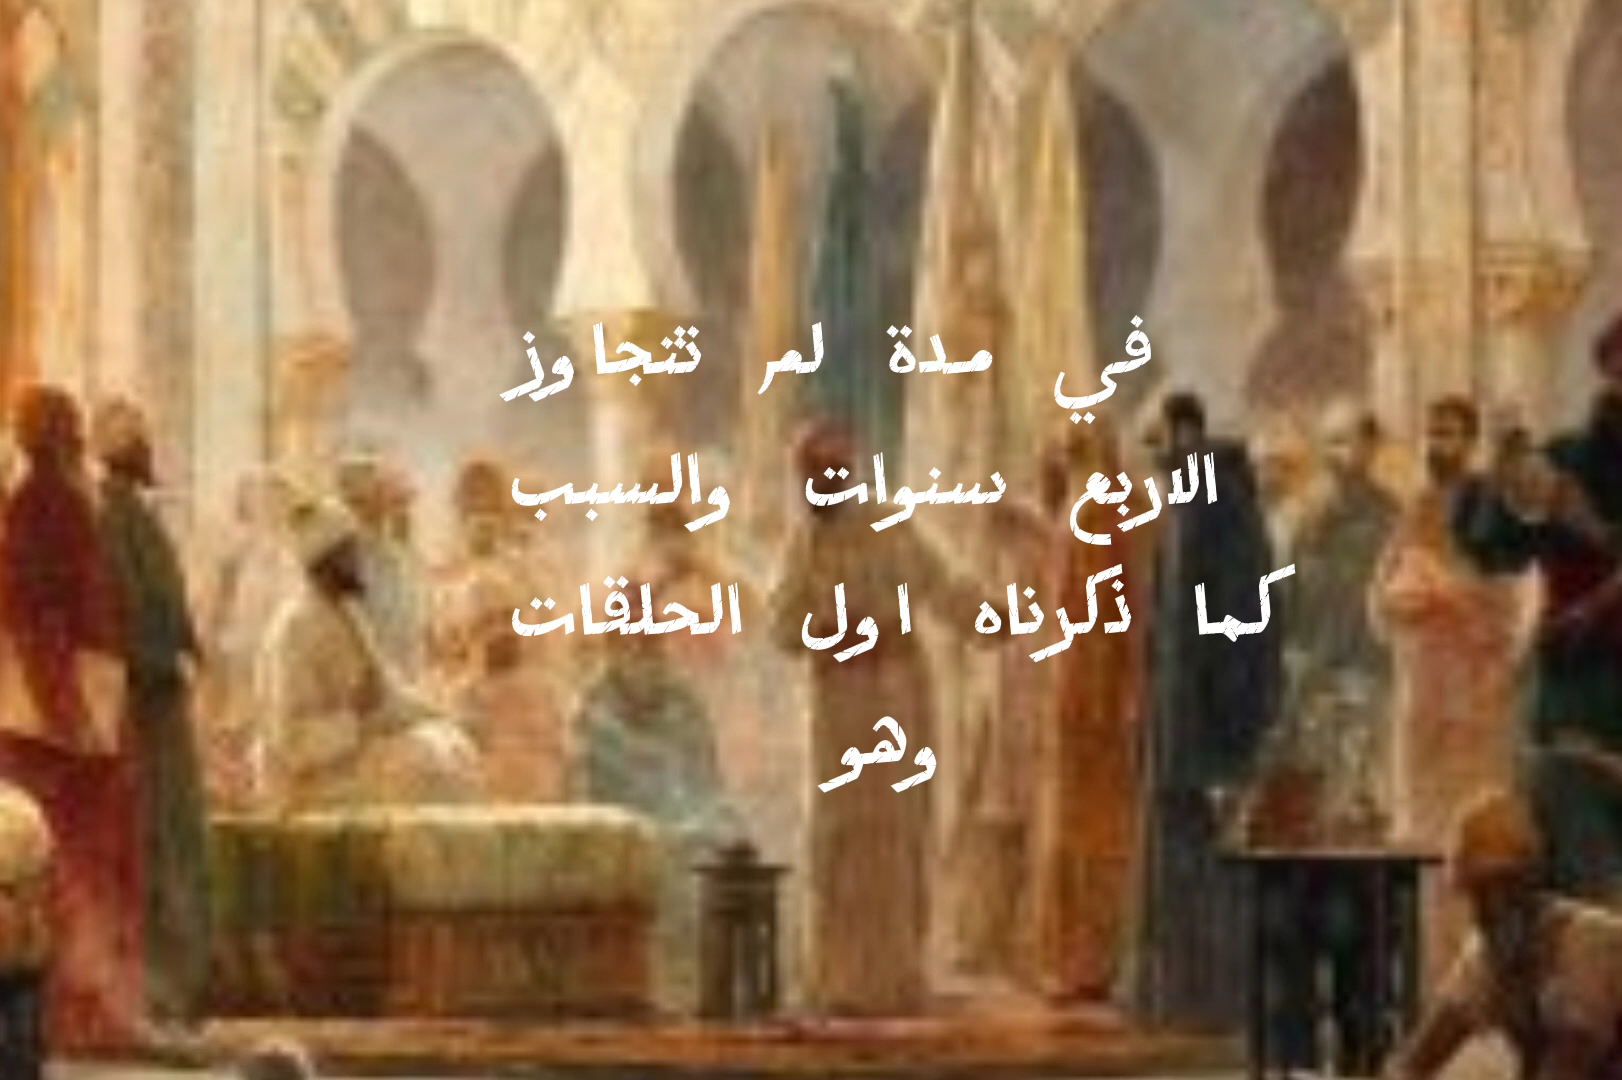 في مدة لم تتجاوز
الاربع سنوات والسبب
كما ذكرناه اول الحلقات
وهو